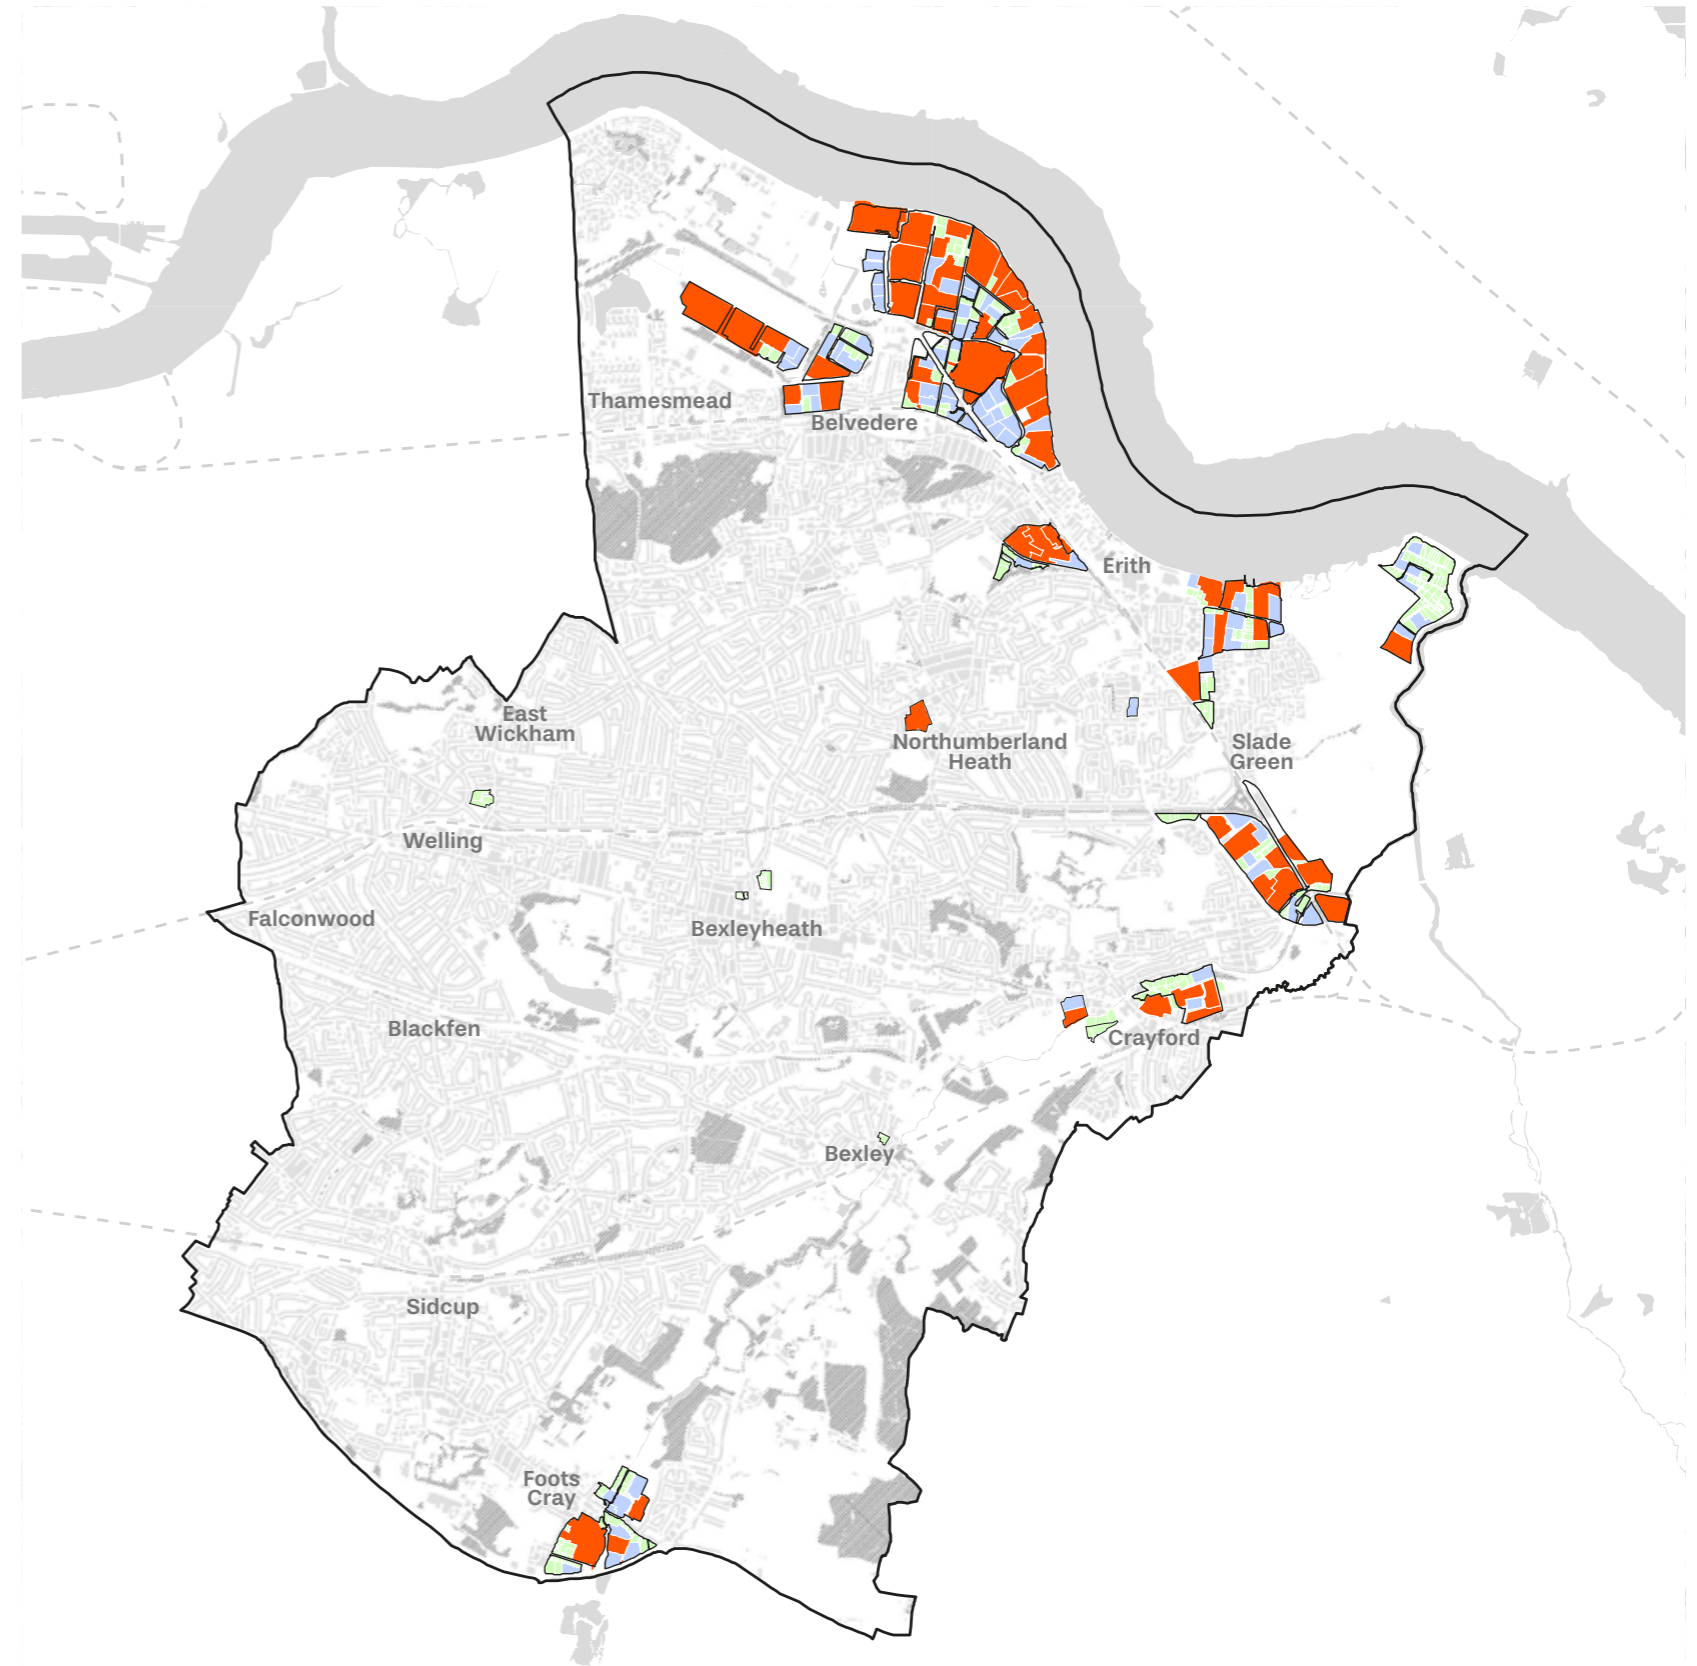 Thamesmead
Belvedere
Erith
East
Wickham
Northumberland
Heath
Slade
Green
Welling
Falconwood
Bexleyheath
Blackfen
Crayford
Bexley
Sidcup
Foots
Cray